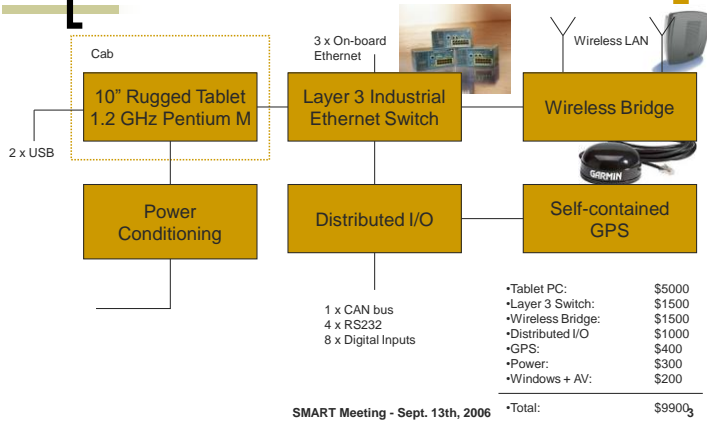 Cab
3 x On-board
Ethernet
Wireless LAN
10” Rugged Tablet
1.2 GHz Pentium M
Layer 3 Industrial
Ethernet Switch
Wireless Bridge
2 x USB
GARMIN
Power
Conditioning
Distributed I/O
Self-contained
GPS
1 x CAN bus
4 x RS232
8 x Digital Inputs
•Tablet PC: $5000
•Layer 3 Switch: $1500
•Wireless Bridge: $1500
•Distributed I/O $1000
•GPS: $400
•Power: $300
•Windows + AV: $200
•Total: $9900
SMART Meeting - Sept. 13th, 2006
3